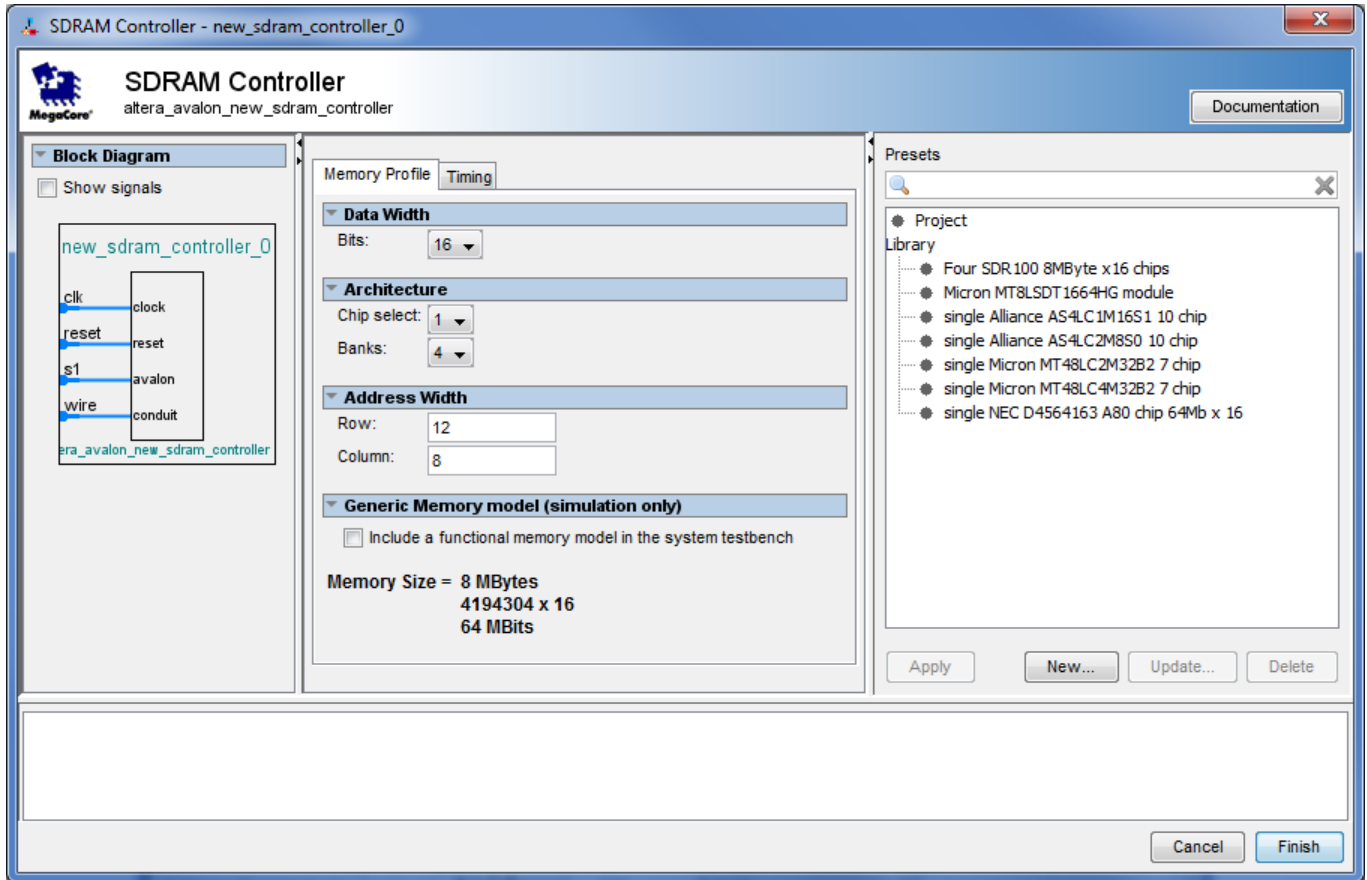 SDRAM Controller - new_sdram_controller_0
SDRAM Controller
altera_avalon_new_sdram_controller
MegaCore®
Documentation
Block Diagram
Show signals
new_sdram_controller_0
clk
clock
reset
reset
s1
avalon
wire
conduit
era_avalon_new_sdram_controller
Memory Profile Timing
Data Width
Bits: 16
Architecture
Chip select: 1
Banks: 4
Address Width
Row: 12
Column: 8
Generic Memory model (simulation only)
Include a functional memory model in the system testbench
Memory Size = 8 MBytes
4194304 x 16
64 MBits
Presets
Project
Library
Four SDR100 8MByte x16 chips
Micron MT8LSDT1664HG module
single Alliance AS4LC1M16S1 10 chip
single Alliance AS4LC2M8S0 10 chip
single Micron MT48LC2M32B2 7 chip
single Micron MT48LC4M32B2 7 chip
single NEC D4564163 A80 chip 64Mb x 16
Apply New... Update... Delete
Cancel Finish